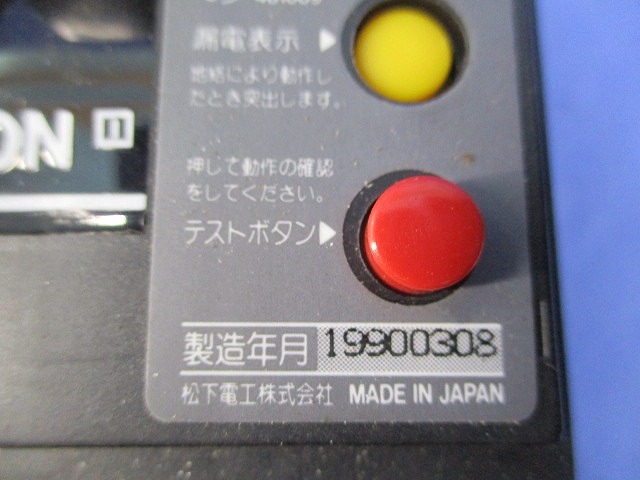 漏電表示▶
地絡により動作し
たとき突出します。
ON
押して動作の確認
をしてください。
テストボタン▶
製造年月 19900308
松下電工株式会社 MADE IN JAPAN